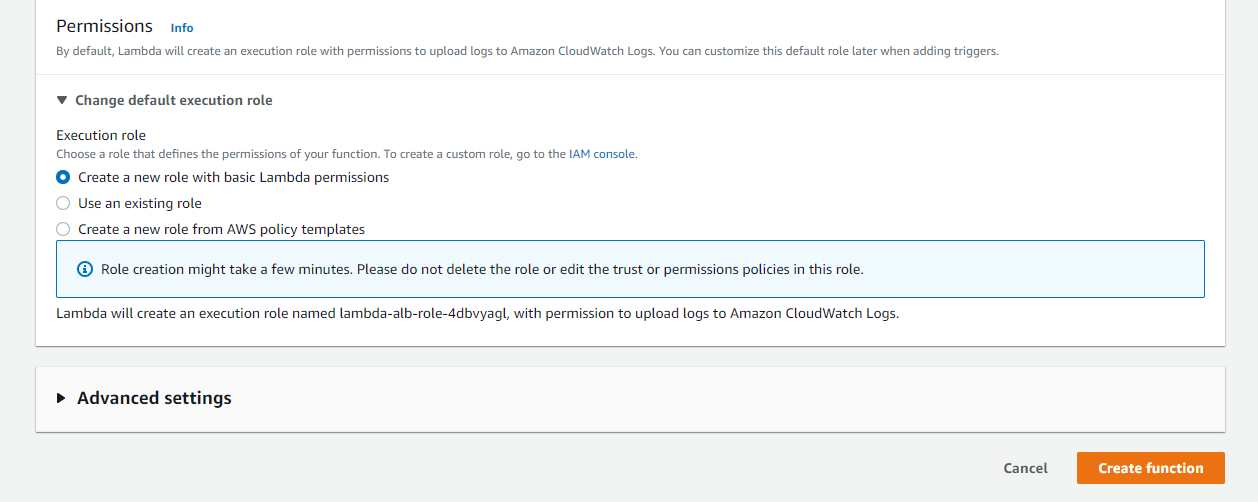 Permissions Info
By default, Lambda will create an execution role with permissions to upload logs to Amazon CloudWatch Logs. You can customize this default role later when adding triggers.
Change default execution role
Execution role
Choose a role that defines the permissions of your function. To create a custom role, go to the IAM console.
Create a new role with basic Lambda permissions
Use an existing role
Create a new role from AWS policy templates
Role creation might take a few minutes. Please do not delete the role or edit the trust or permissions policies in this role.
Lambda will create an execution role named lambda-alb-role-4dbvyagl, with permission to upload logs to Amazon CloudWatch Logs.
Advanced settings
Cancel Create function